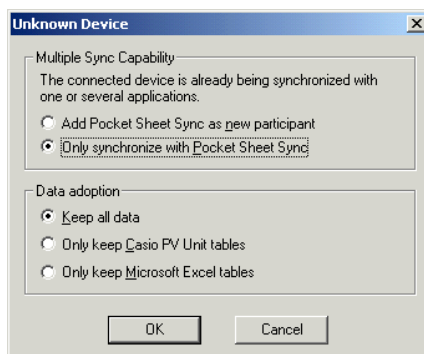 Unknown Device
Multiple Sync Capability
The connected device is already being synchronized with
one or several applications.
Add Pocket Sheet Sync as new participant
Only synchronize with Pocket Sheet Sync
Data adoption
Keep all data
Only keep Casio PV Unit tables
Only keep Microsoft Excel tables
OK Cancel